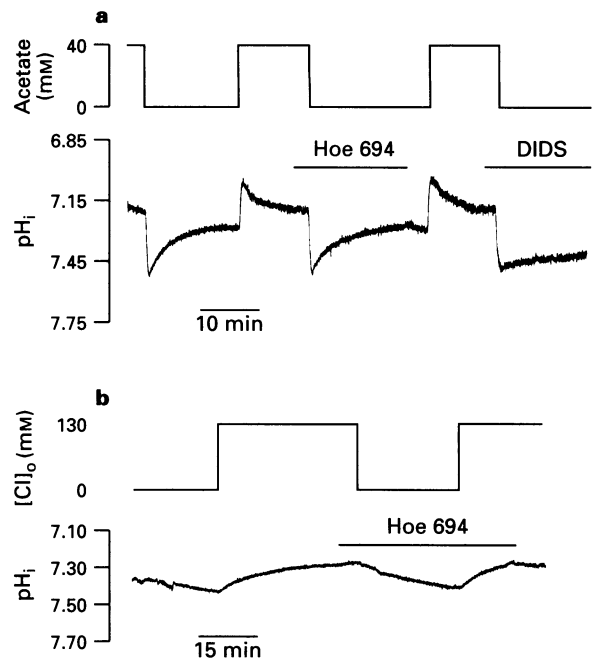 a
Acetate
(mM)
40
0
6.85
7.15
7.45
7.75
pHi
Hoe 694
DIDS
10 min
b
[Cl]o (mM)
130
0
7.10
7.30
7.50
7.70
pHi
Hoe 694
15 min